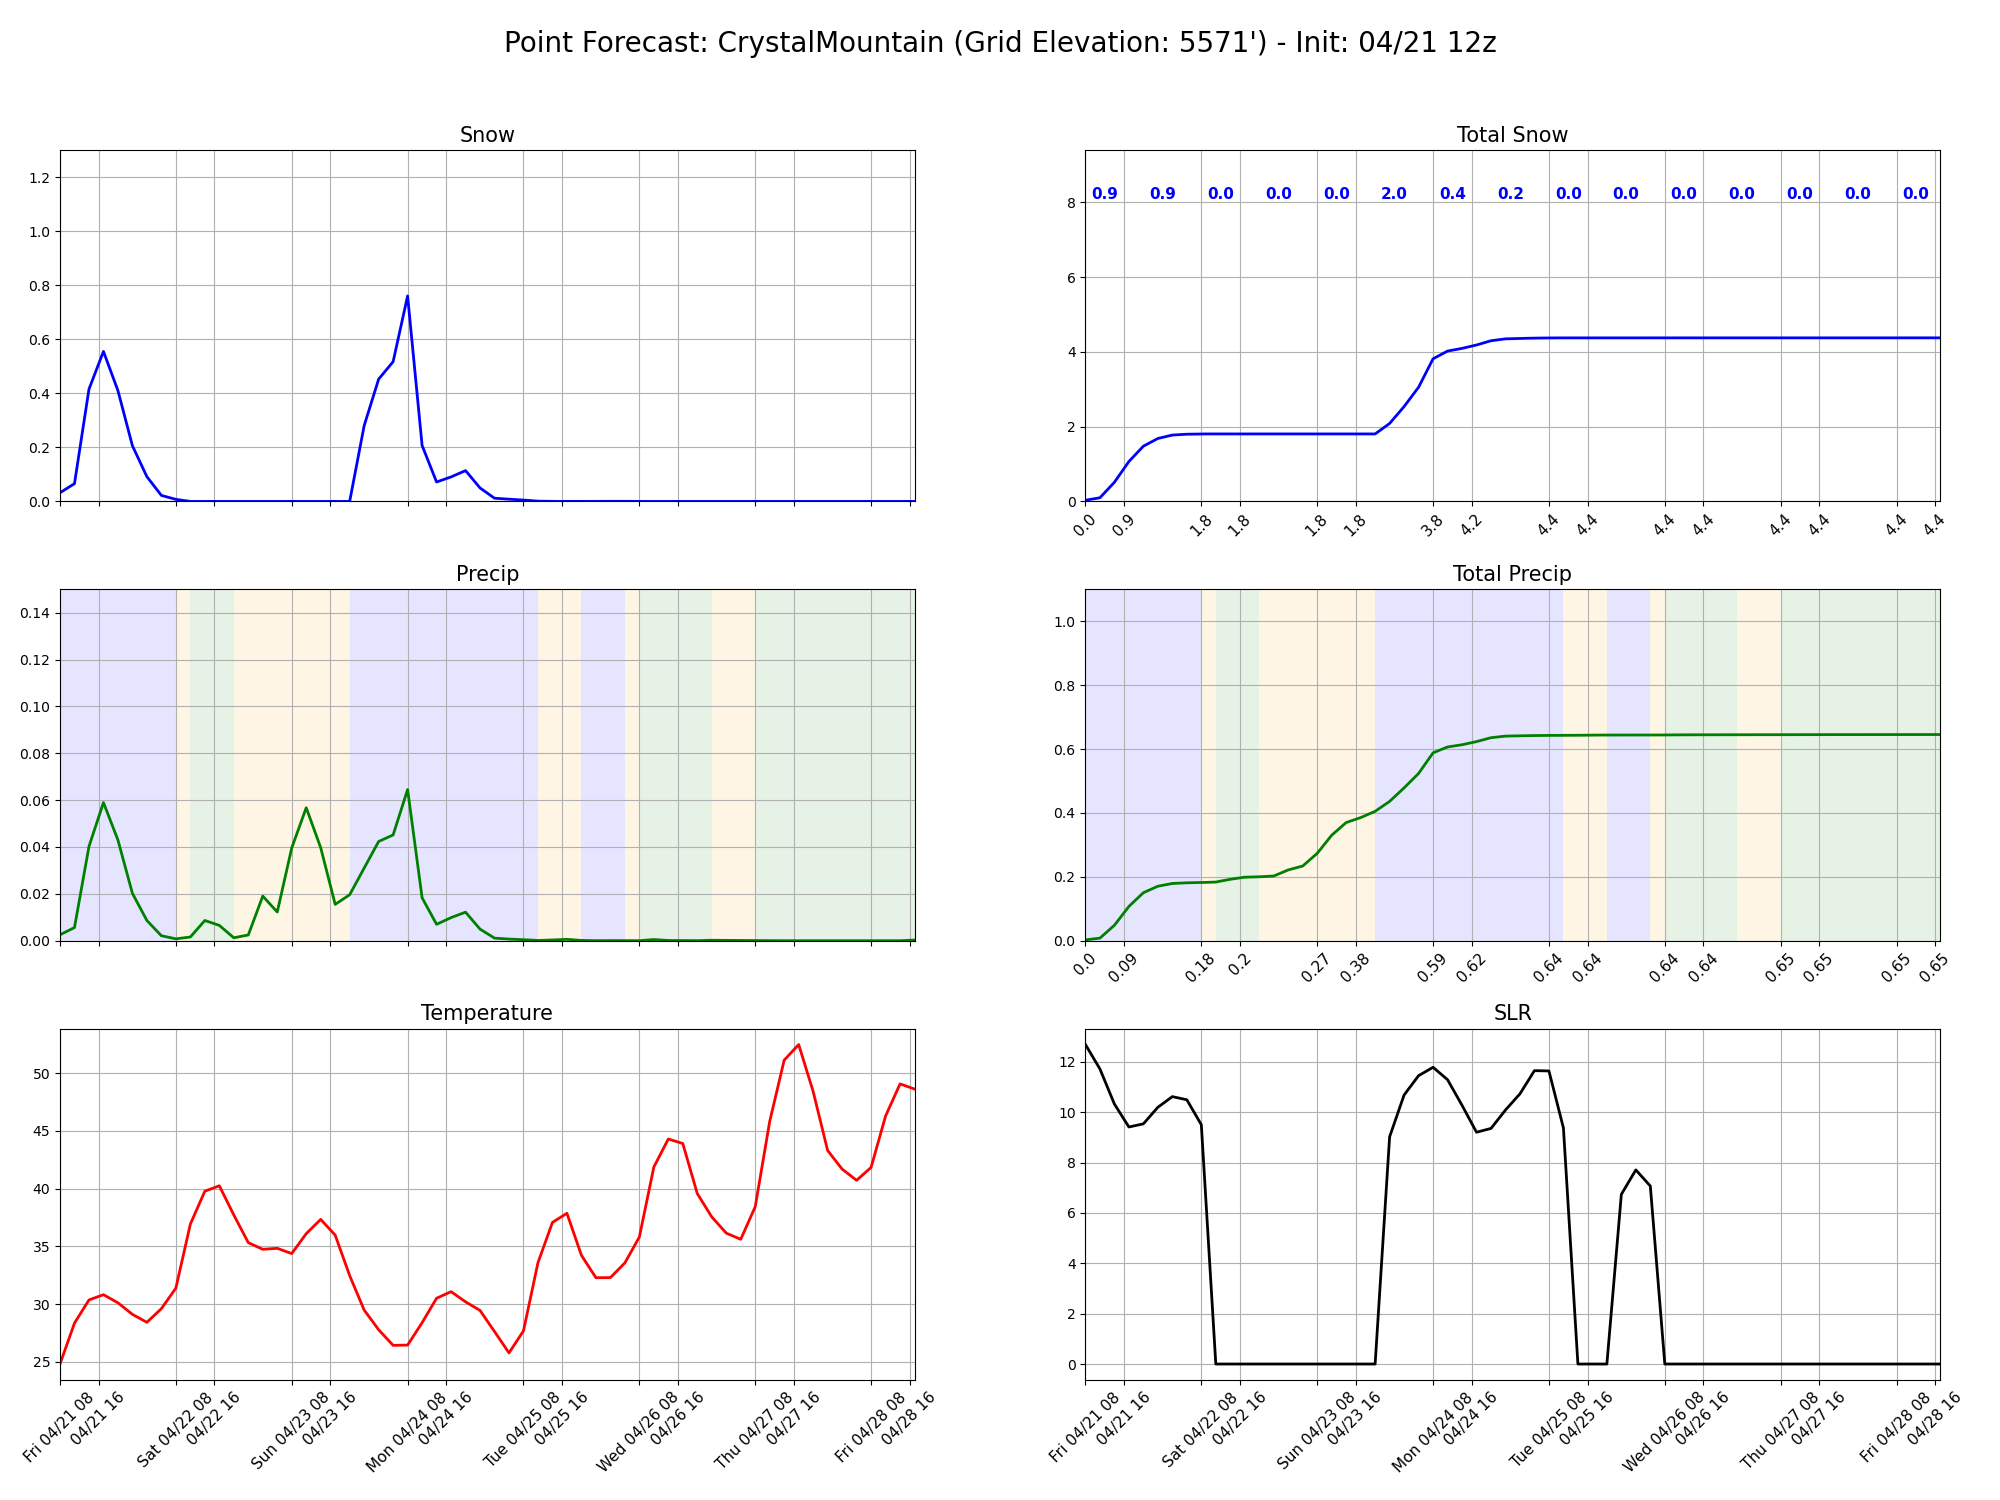 Point Forecast: CrystalMountain (Grid Elevation: 5571') - Init: 04/21 12z
Snow
1.2
1.0
0.8
0.6
0.4
0.2
0.0
Total Snow
0.9 0.9 0.0 0.0 0.0 2.0 0.4 0.2 0.0 0.0 0.0 0.0 0.0 0.0 0.0
8
6
4
2
0
0.0 0.9 1.8 1.8 1.8 1.8 3.8 4.2 4.4 4.4 4.4 4.4 4.4 4.4 4.4 4.4
Precip
0.14
0.12
0.10
0.08
0.06
0.04
0.02
0.00
Total Precip
1.0
0.8
0.6
0.4
0.2
0.0
0.0 0.09 0.18 0.2 0.27 0.38 0.59 0.62 0.64 0.64 0.64 0.64 0.65 0.65 0.65 0.65
Temperature
50
45
40
35
30
25
Fri 04/21 08
04/21 16
Sat 04/22 08
04/22 16
Sun 04/23 08
04/23 16
Mon 04/24 08
04/24 16
Tue 04/25 08
04/25 16
Wed 04/26 08
04/26 16
Thu 04/27 08
04/27 16
Fri 04/28 08
04/28 16
SLR
12
10
8
6
4
2
0
Fri 04/21 08
04/21 16
Sat 04/22 08
04/22 16
Sun 04/23 08
04/23 16
Mon 04/24 08
04/24 16
Tue 04/25 08
04/25 16
Wed 04/26 08
04/26 16
Thu 04/27 08
04/27 16
Fri 04/28 08
04/28 16